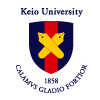 Keio University
1858
CALAMVS GLADIO FORTIOR